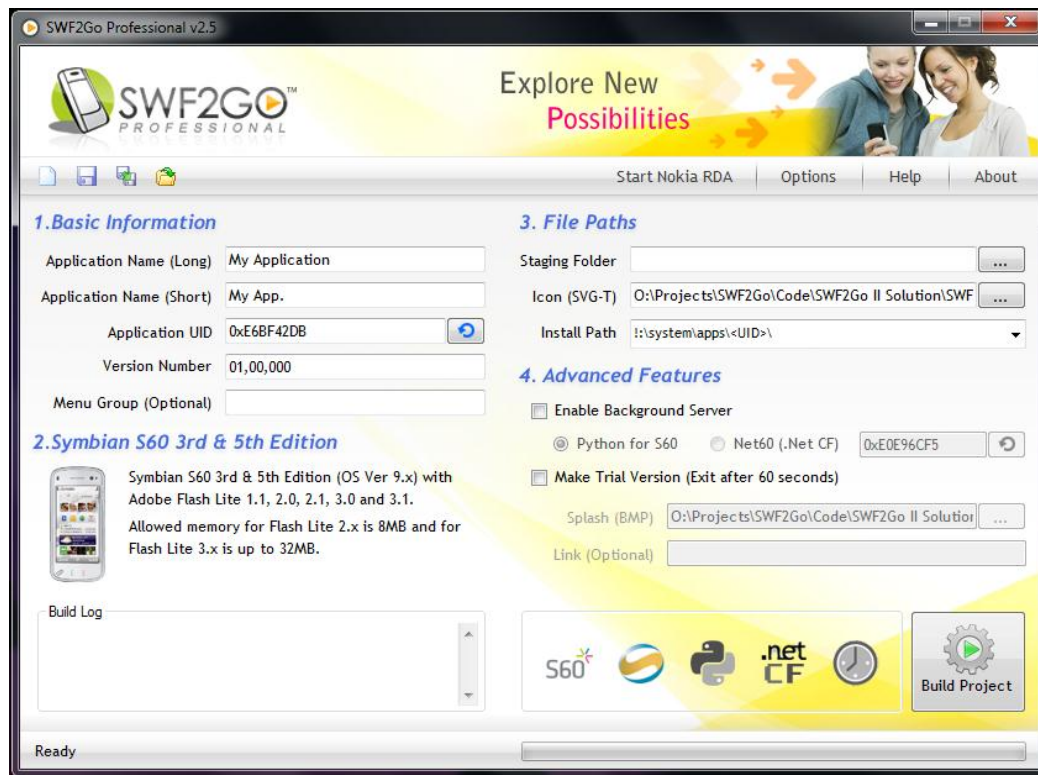 SWF2Go Professional v2.5
SWF2GO™
PROFESSIONAL
Explore New
Possibilities
Start Nokia RDA
Options
Help
About
1.Basic Information
Application Name (Long)
My Application
Application Name (Short)
My App.
Application UID
0xE6BF42DB
Version Number
01,00,000
Menu Group (Optional)
2.Symbian S60 3rd & 5th Edition
Symbian S60 3rd & 5th Edition (OS Ver 9.x) with
Adobe Flash Lite 1.1, 2.0, 2.1, 3.0 and 3.1.
Allowed memory for Flash Lite 2.x is 8MB and for
Flash Lite 3.x is up to 32MB.
3. File Paths
Staging Folder
...
Icon (SVG-T)
O:\Projects\SWF2Go\Code\SWF2Go II Solution\SWF
...
Install Path
!:\system\apps\<UID>\
4. Advanced Features
Enable Background Server
Python for S60
Net60 (.Net CF)
0xE0E96CF5
Make Trial Version (Exit after 60 seconds)
Splash (BMP)
O:\Projects\SWF2Go\Code\SWF2Go II Solution
...
Link (Optional)
Build Log
S60
.net
CF
Build Project
Ready